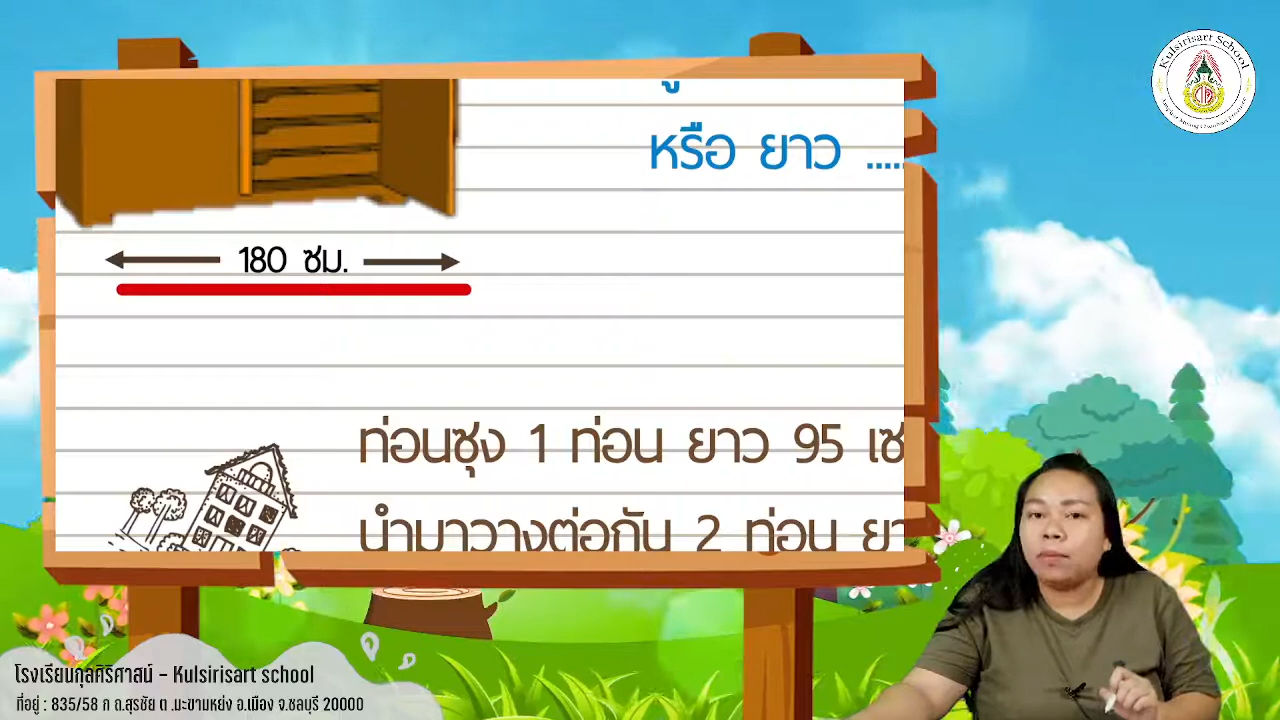 Kulsirisart School
หรือ ยาว .....
180 ซม.
ท่อนซุง 1 ท่อน ยาว 95 เซ
นำมาวางต่อกัน 2 ท่อน ยา
โรงเรียนกุลศิริศาสน์ - Kulsirisart school
ที่อยู่ : 835/58 ก ถ.สุรชัย ต .มะขามหย่ง อ.เมือง จ.ชลบุรี 20000